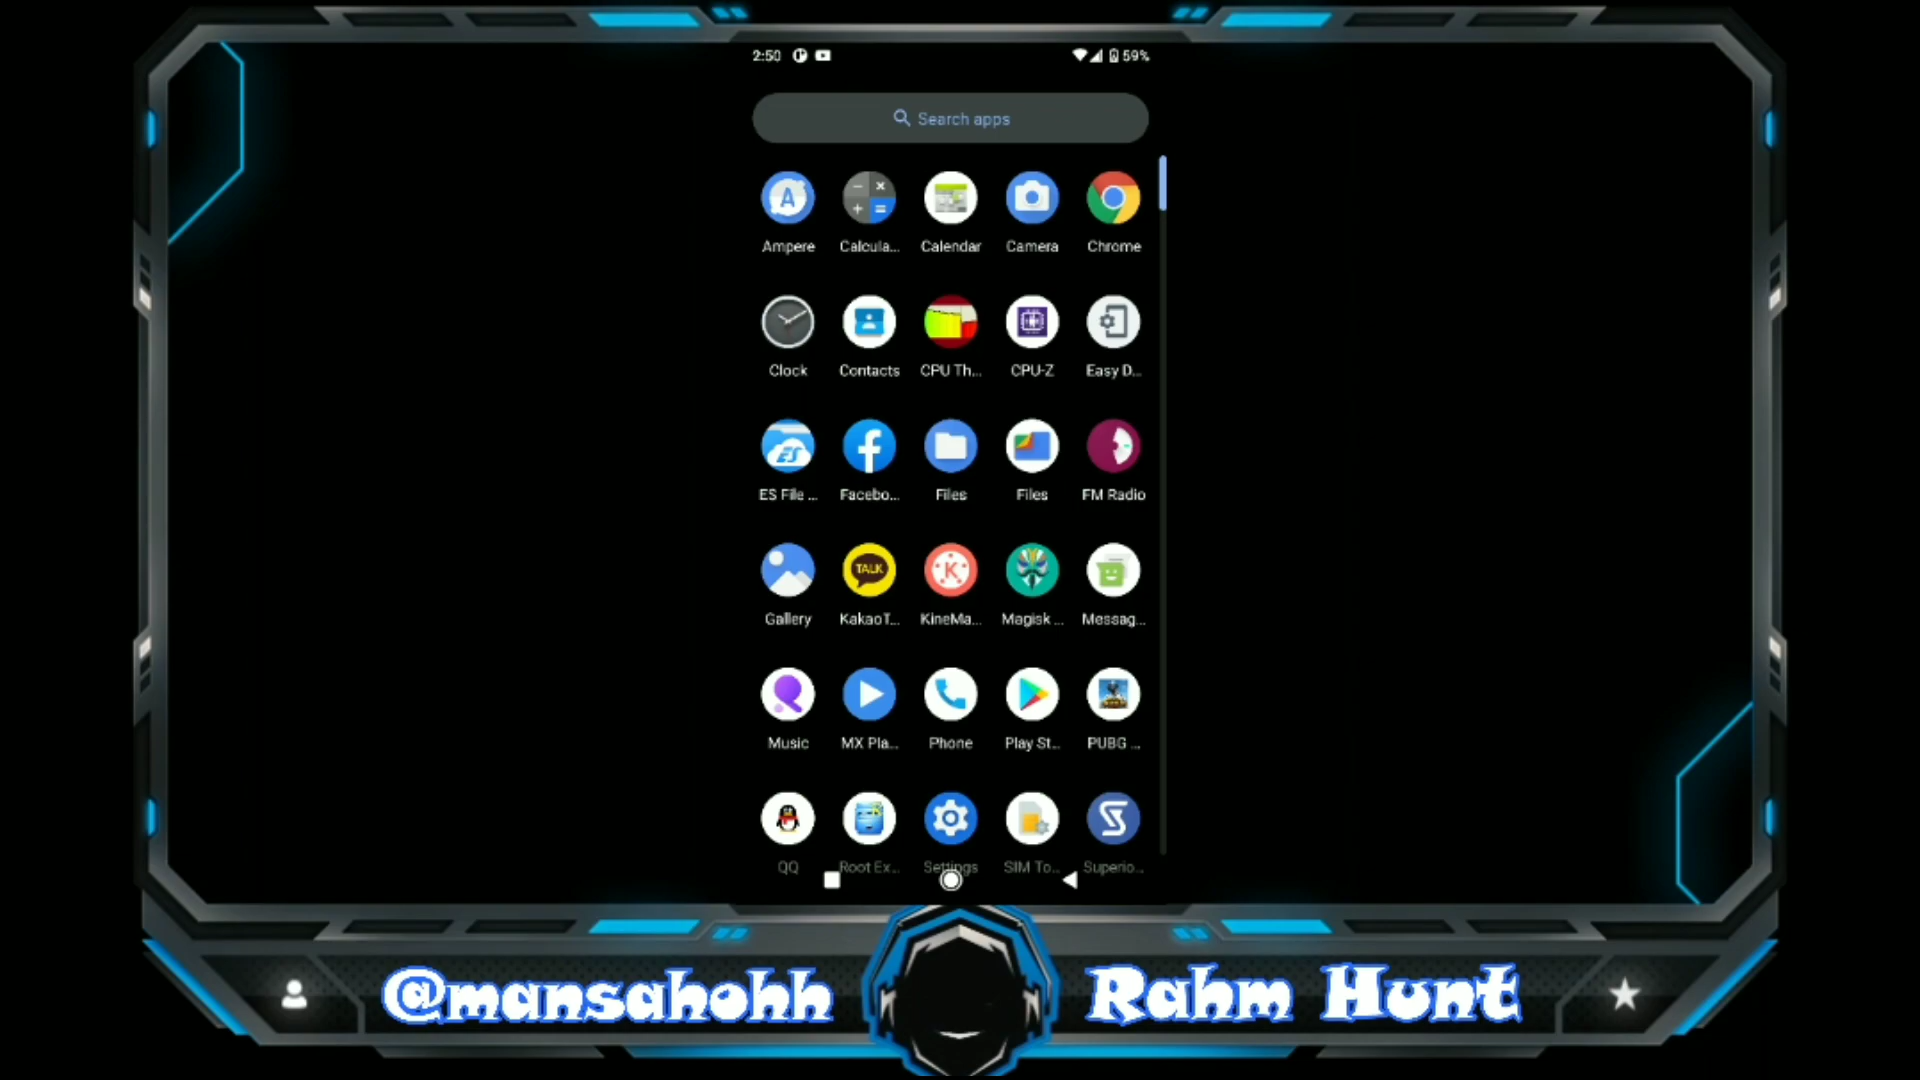 2:50 59%
Search apps
Ampere Calcula... Calendar Camera Chrome
Clock Contacts CPU Th... CPU-Z Easy D...
ES File ... Facebo... Files Files FM Radio
TALK
Gallery KakaoT... KineMa... Magisk ... Messag...
Music MX Pla... Phone Play St... PUBG ...
QQ Root Ex... Settings SIM To... Superio...
@mansahohh Rahm Hunt